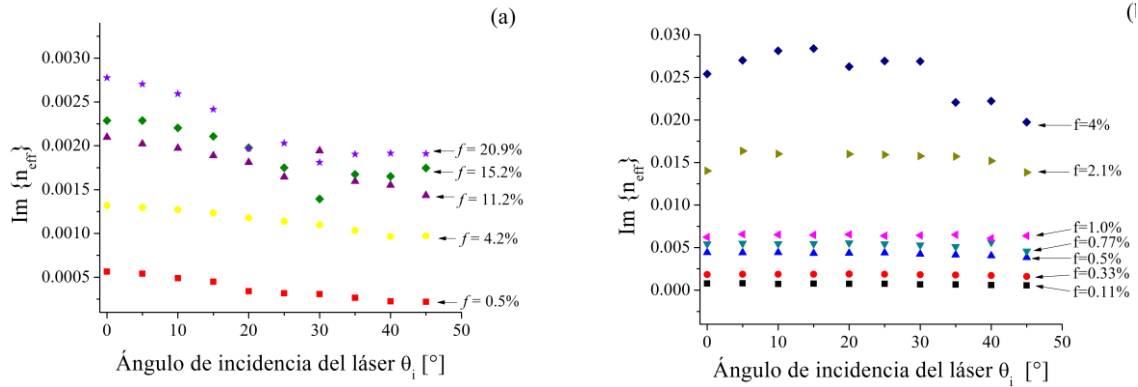 (a)
0.0030
0.0025
0.0020
0.0015
0.0010
0.0005
Im {n_eff}
f = 20.9%
f = 15.2%
f = 11.2%
f = 4.2%
f = 0.5%
0 10 20 30 40 50
Ángulo de incidencia del láser θ_i [°]
(b
0.030
0.025
0.020
0.015
0.010
0.005
0.000
Im {n_eff}
f=4%
f=2.1%
f=1.0%
f=0.77%
f=0.5%
f=0.33%
f=0.11%
0 10 20 30 40 50
Ángulo de incidencia del láser θ_i [°]